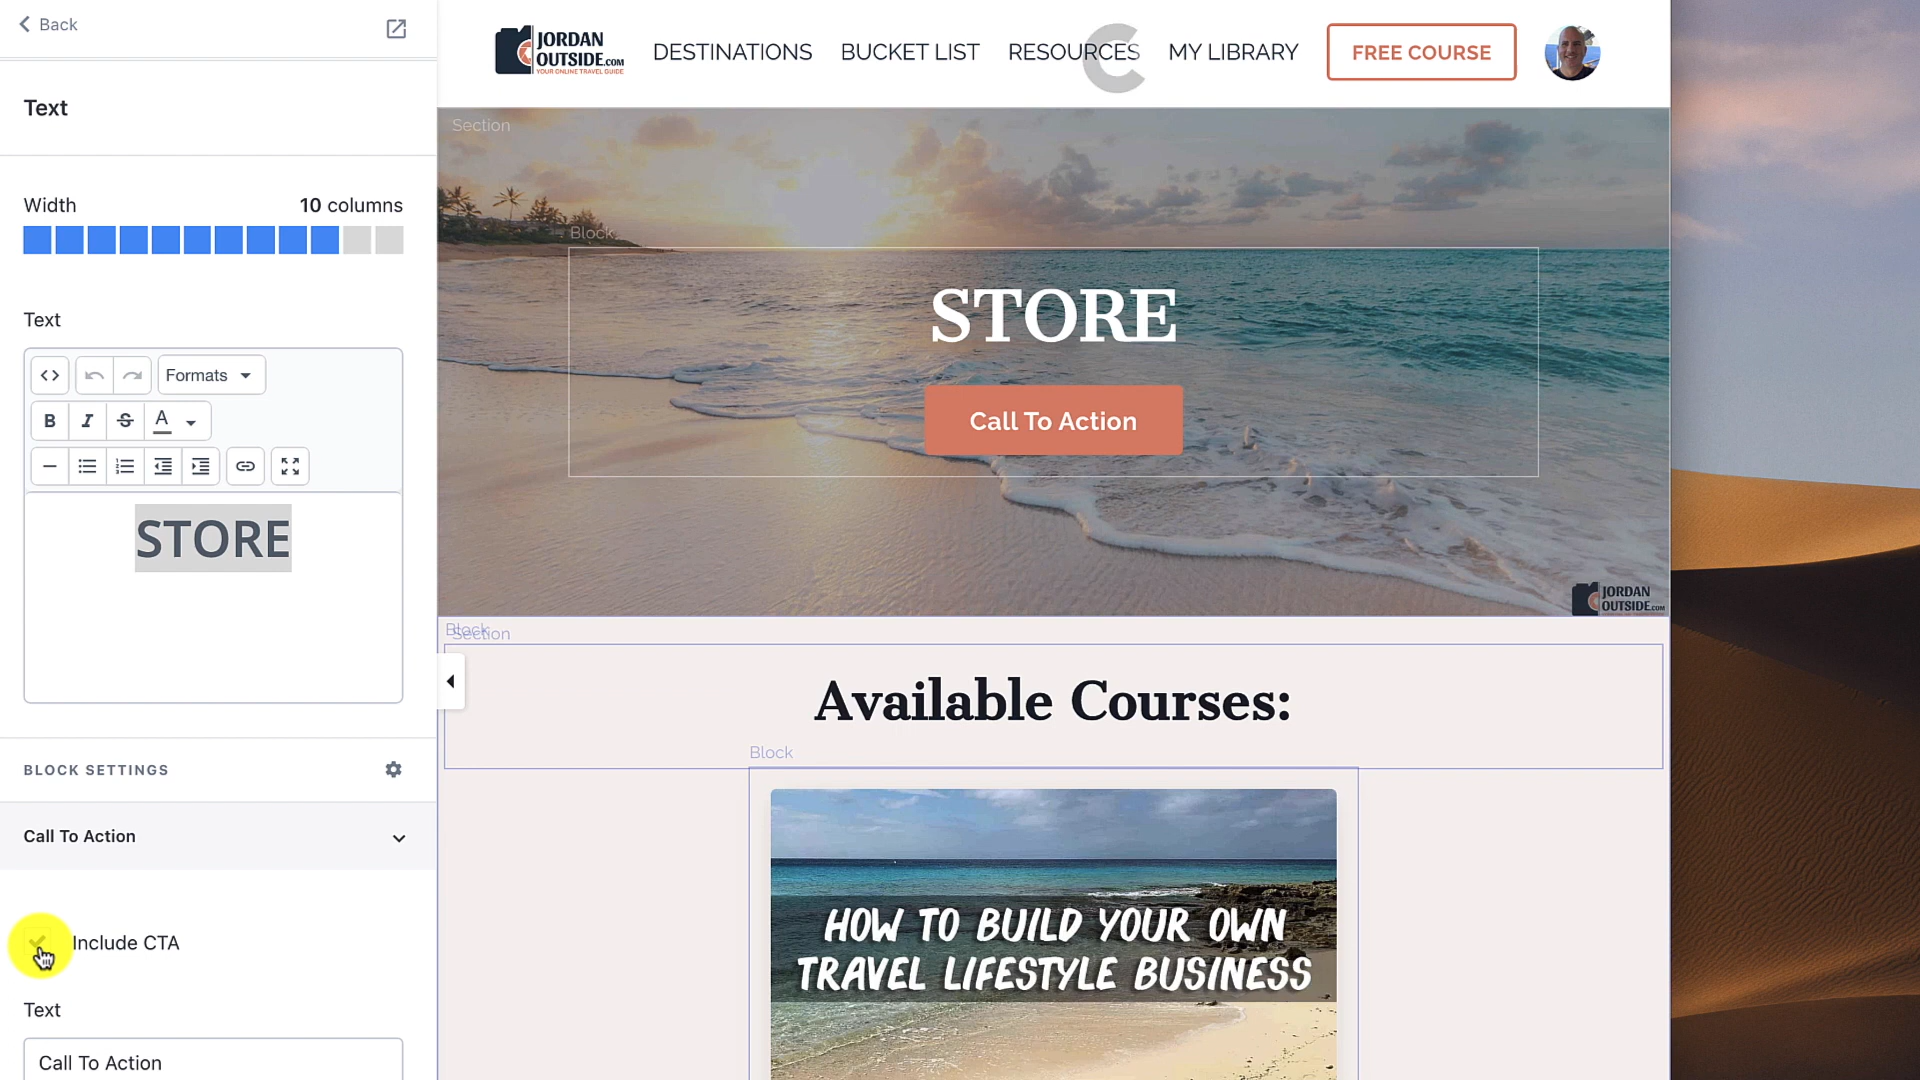 Back
Text
Width
10 columns
Text
Formats
B I S A
STORE
BLOCK SETTINGS
Call To Action
Include CTA
Text
Call To Action
JORDAN
OUTSIDE.COM
YOUR ONLINE TRAVEL GUIDE
DESTINATIONS
BUCKET LIST
RESOURCES
MY LIBRARY
FREE COURSE
Section
Block
STORE
Call To Action
JORDAN
OUTSIDE.COM
Block
Section
Available Courses:
Block
HOW TO BUILD YOUR OWN
TRAVEL LIFESTYLE BUSINESS